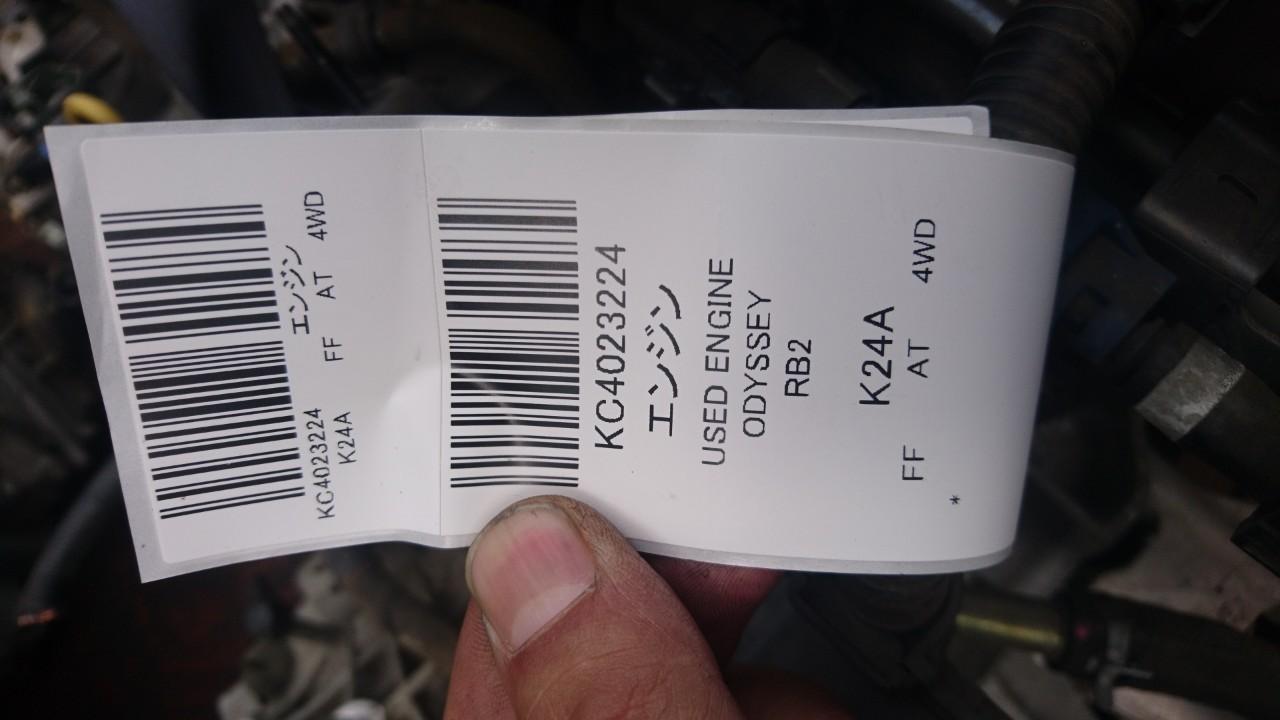 KC4023224 エンジン
K24A FF AT 4WD
KC4023224
エンジン
USED ENGINE
ODYSSEY
RB2
K24A
FF AT 4WD
*